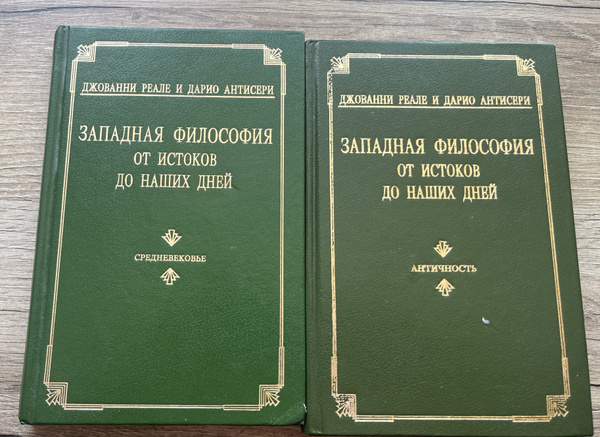 ДЖОВАННИ РЕАЛЕ И ДАРИО АНТИСЕРИ
ЗАПАДНАЯ ФИЛОСОФИЯ
ОТ ИСТОКОВ
ДО НАШИХ ДНЕЙ
СРЕДНЕВЕКОВЬЕ
ДЖОВАННИ РЕАЛЕ И ДАРИО АНТИСЕРИ
ЗАПАДНАЯ ФИЛОСОФИЯ
ОТ ИСТОКОВ
ДО НАШИХ ДНЕЙ
АНТИЧНОСТЬ